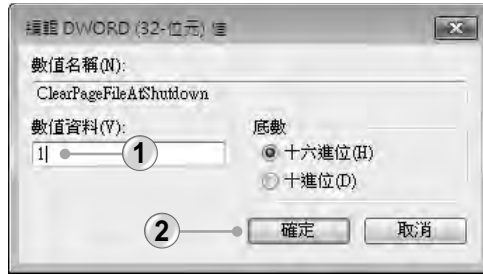 編輯 DWORD (32-位元) 值
數值名稱(N):
ClearPageFileAtShutdown
數值資料(V):
1
1
底數
十六進位(H)
十進位(D)
2
確定
取消